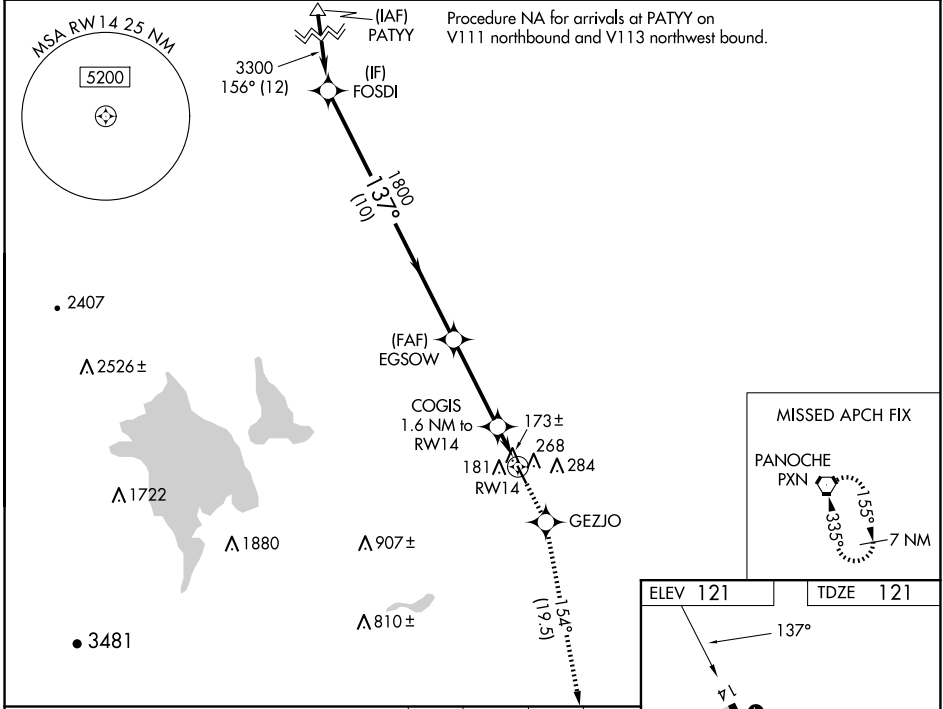 MSA RW14 25 NM
5200
(IAF)
PATYY
Procedure NA for arrivals at PATYY on
V111 northbound and V113 northwest bound.
3300
156° (12)
(IF)
FOSDI
1800
137°
(10)
2407
2526±
(FAF)
EGSOW
COGIS
1.6 NM to
RW14
173±
268
181
284
RW14
1722
GEZJO
1880
907±
810±
3481
154°
(19.5)
MISSED APCH FIX
PANOCHE
PXN
155°
335°
7 NM
ELEV 121
TDZE 121
137°
14